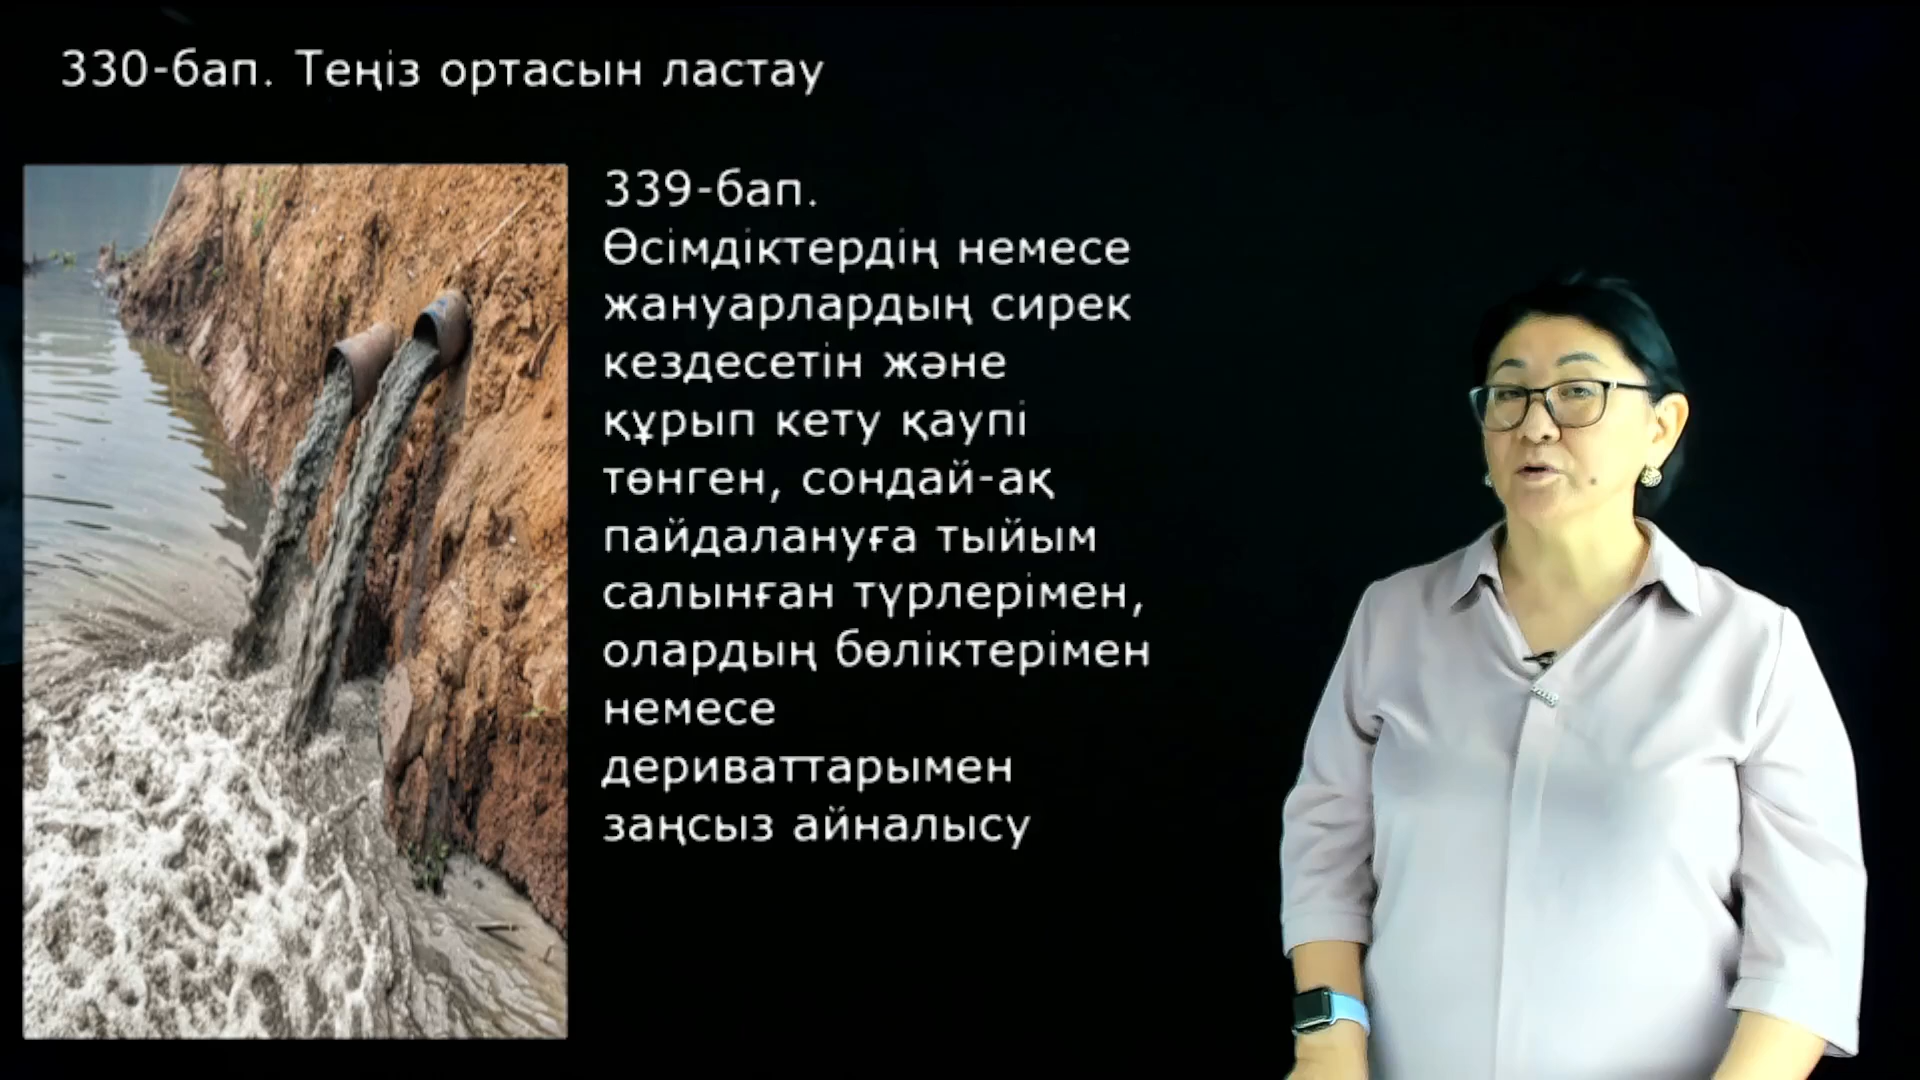 330-бап. Теңіз ортасын ластау
339-бап.
Өсімдіктердің немесе
жануарлардың сирек
кездесетін және
құрып кету қаупі
төнген, сондай-ақ
пайдалануға тыйым
салынған түрлерімен,
олардың бөліктерімен
немесе
дериваттарымен
заңсыз айналысу